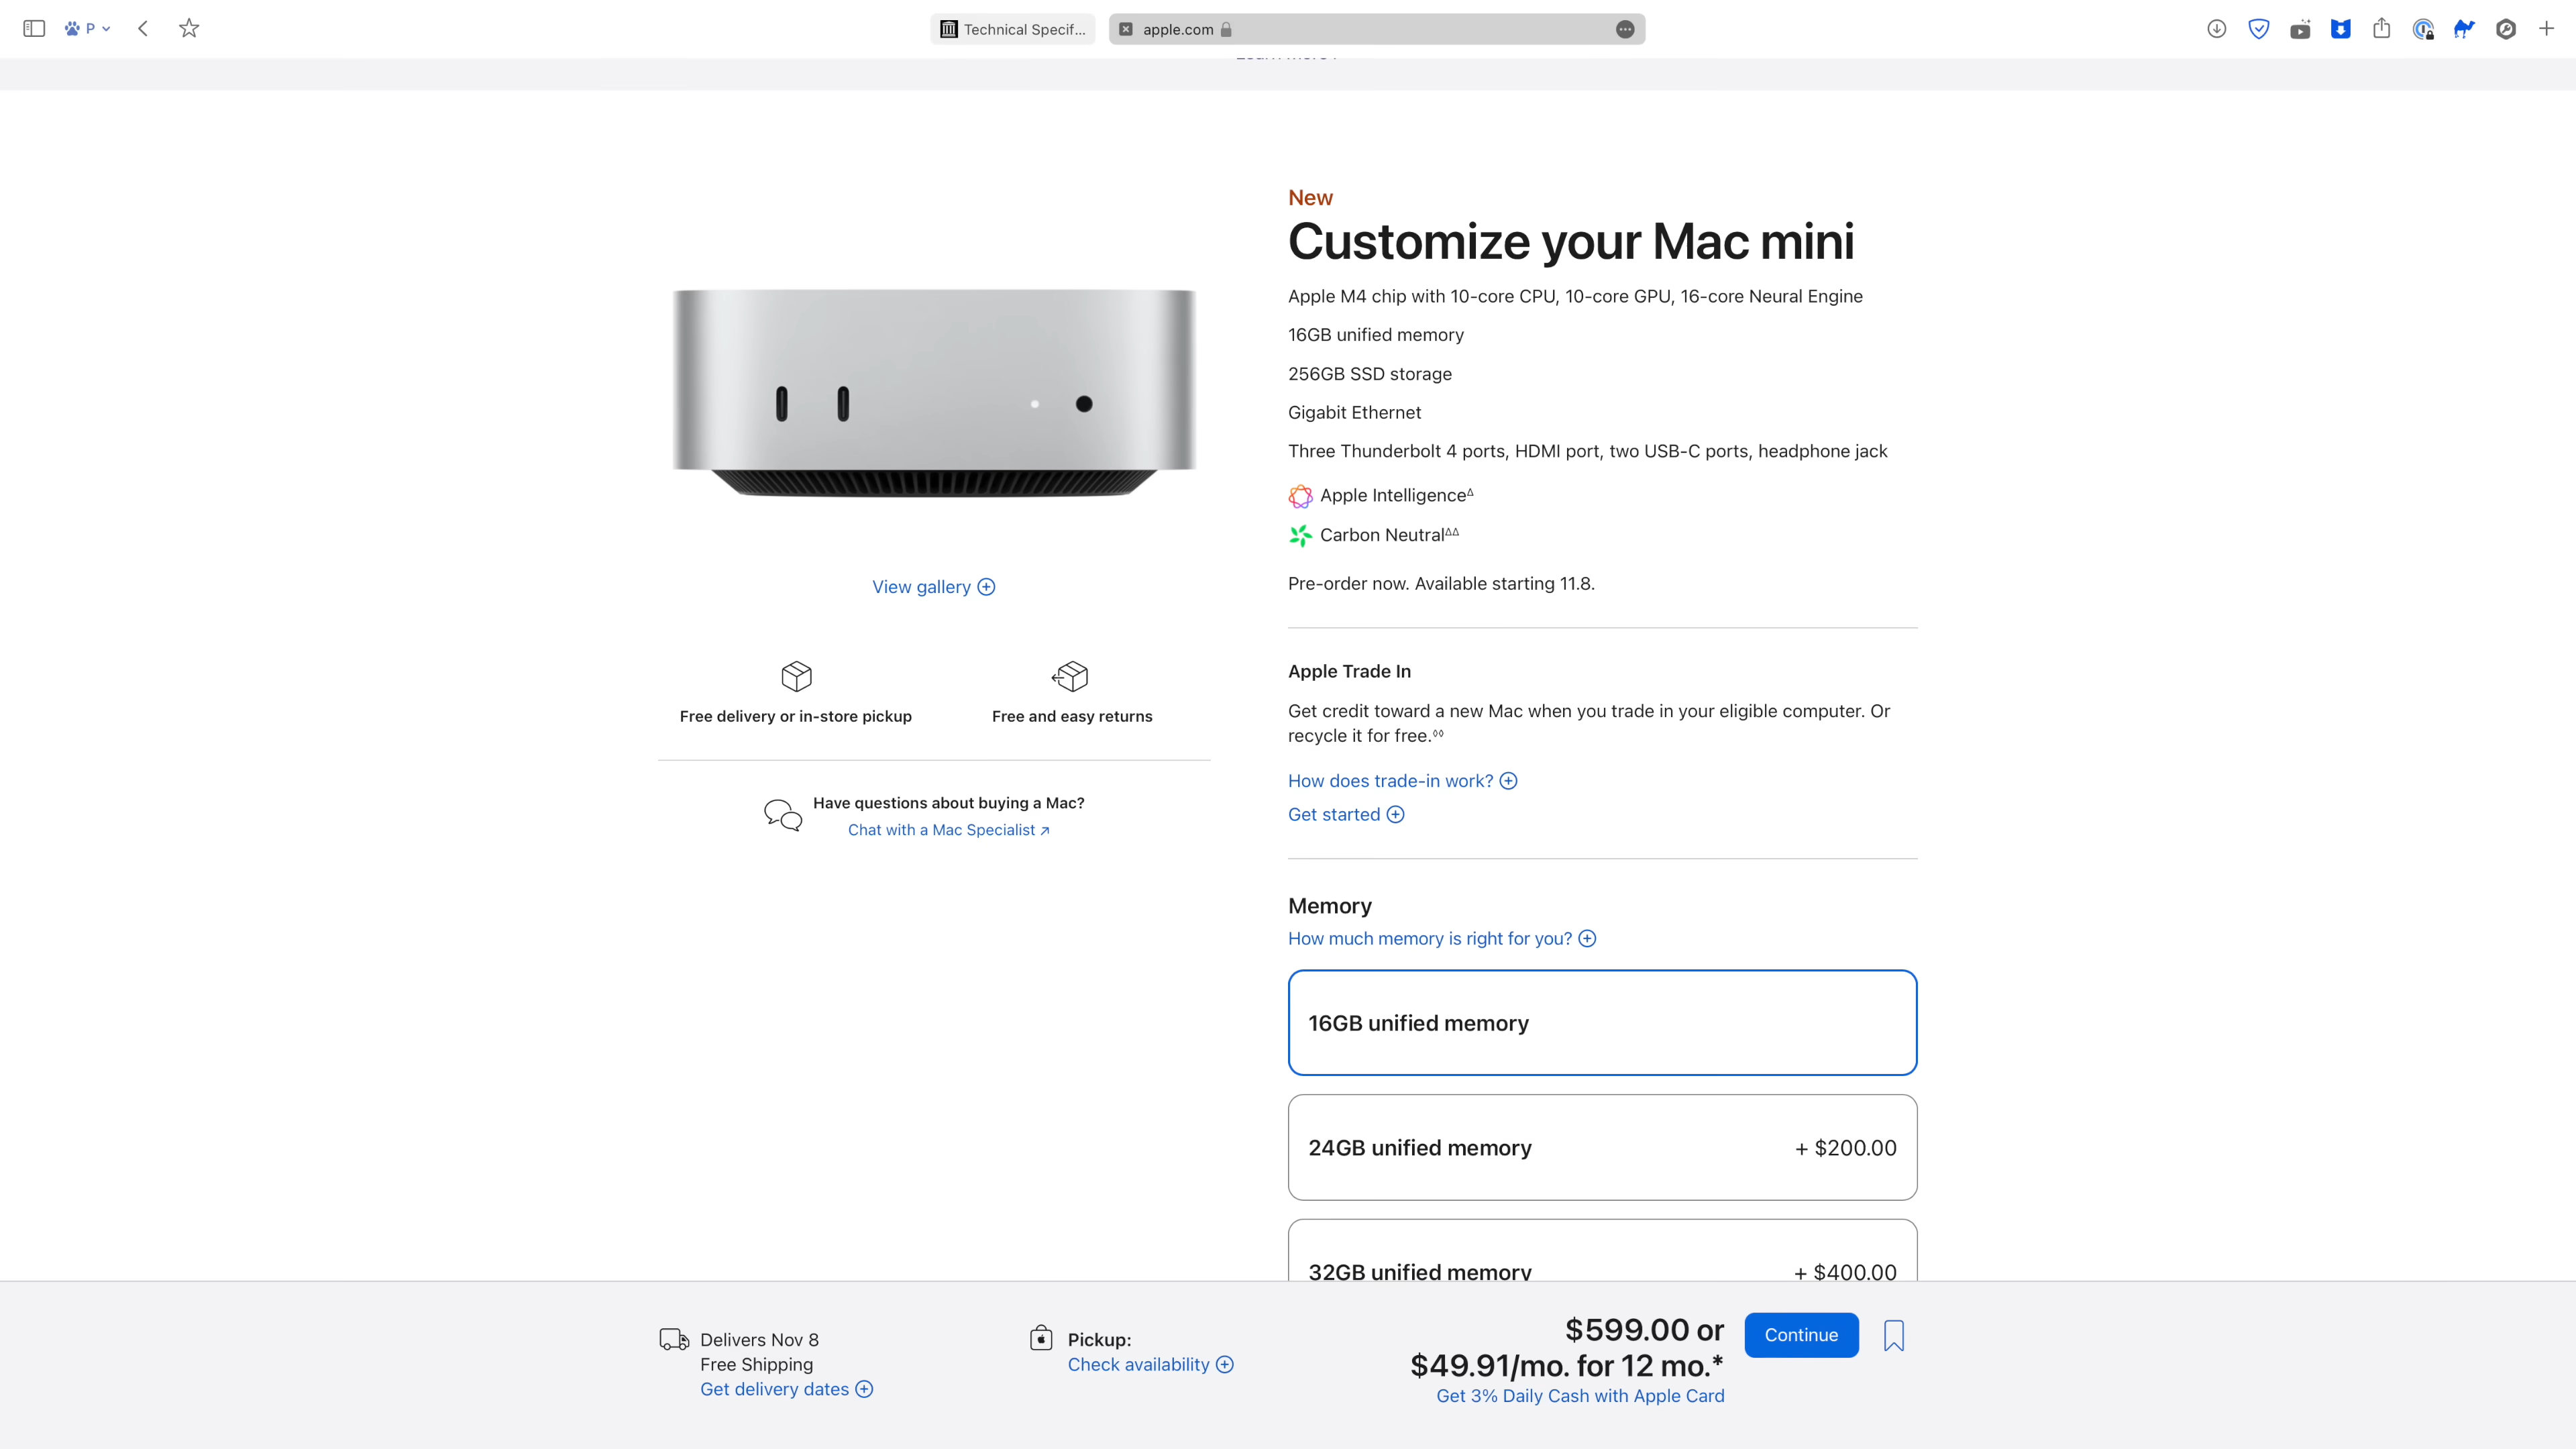 P
Technical Specif...
apple.com
New
Customize your Mac mini
Apple M4 chip with 10-core CPU, 10-core GPU, 16-core Neural Engine
16GB unified memory
256GB SSD storage
Gigabit Ethernet
Three Thunderbolt 4 ports, HDMI port, two USB-C ports, headphone jack
Apple Intelligence∆
Carbon Neutral∆∆
Pre-order now. Available starting 11.8.
View gallery
Free delivery or in-store pickup
Free and easy returns
Have questions about buying a Mac?
Chat with a Mac Specialist ↗
Apple Trade In
Get credit toward a new Mac when you trade in your eligible computer. Or
recycle it for free.◊◊
How does trade-in work?
Get started
Memory
How much memory is right for you?
16GB unified memory
24GB unified memory + $200.00
32GB unified memory + $400.00
Delivers Nov 8
Free Shipping
Get delivery dates
Pickup:
Check availability
$599.00 or
$49.91/mo. for 12 mo.*
Get 3% Daily Cash with Apple Card
Continue